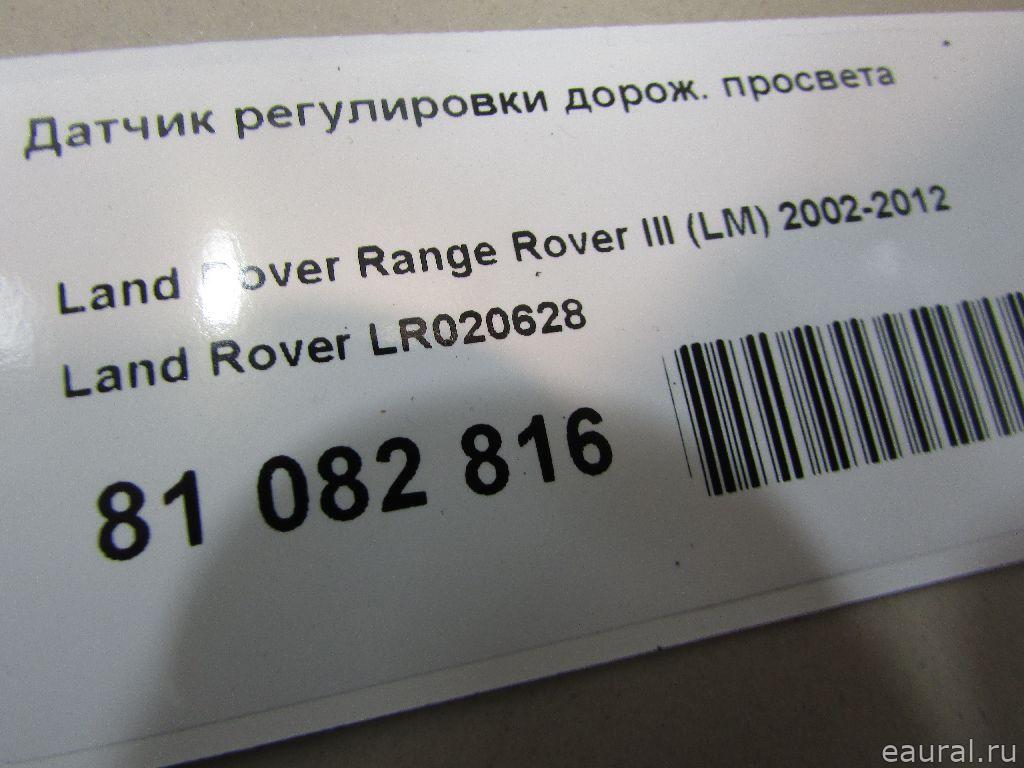 Датчик регулировки дорож. просвета
Land Rover Range Rover III (LM) 2002-2012
Land Rover LR020628
81 082 816
eaural.ru